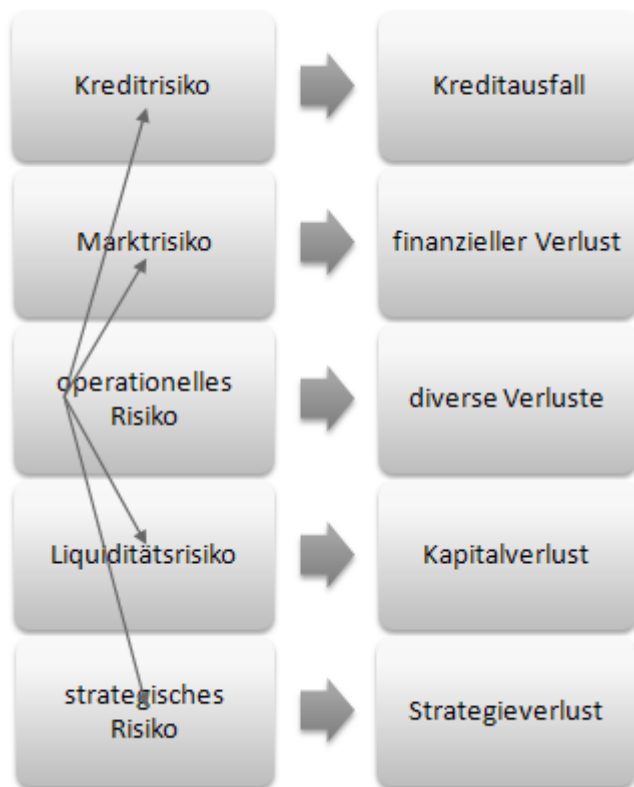 Kreditrisiko
Kreditausfall
Marktrisiko
finanzieller Verlust
operationelles
Risiko
diverse Verluste
Liquiditätsrisiko
Kapitalverlust
strategisches
Risiko
Strategieverlust